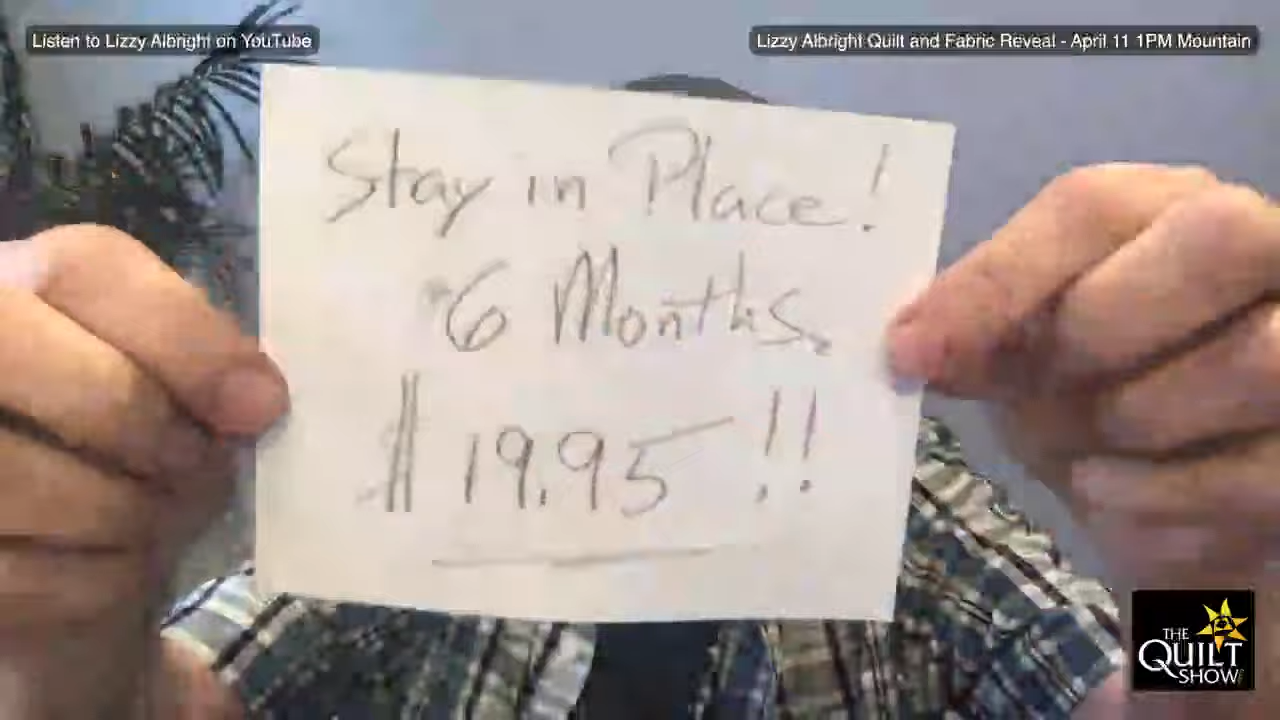 Listen to Lizzy Albright on YouTube
Lizzy Albright Quilt and Fabric Reveal - April 11 1PM Mountain
Stay in Place!
6 Months.
$ 19.95 !!
THE
QUILT
SHOW